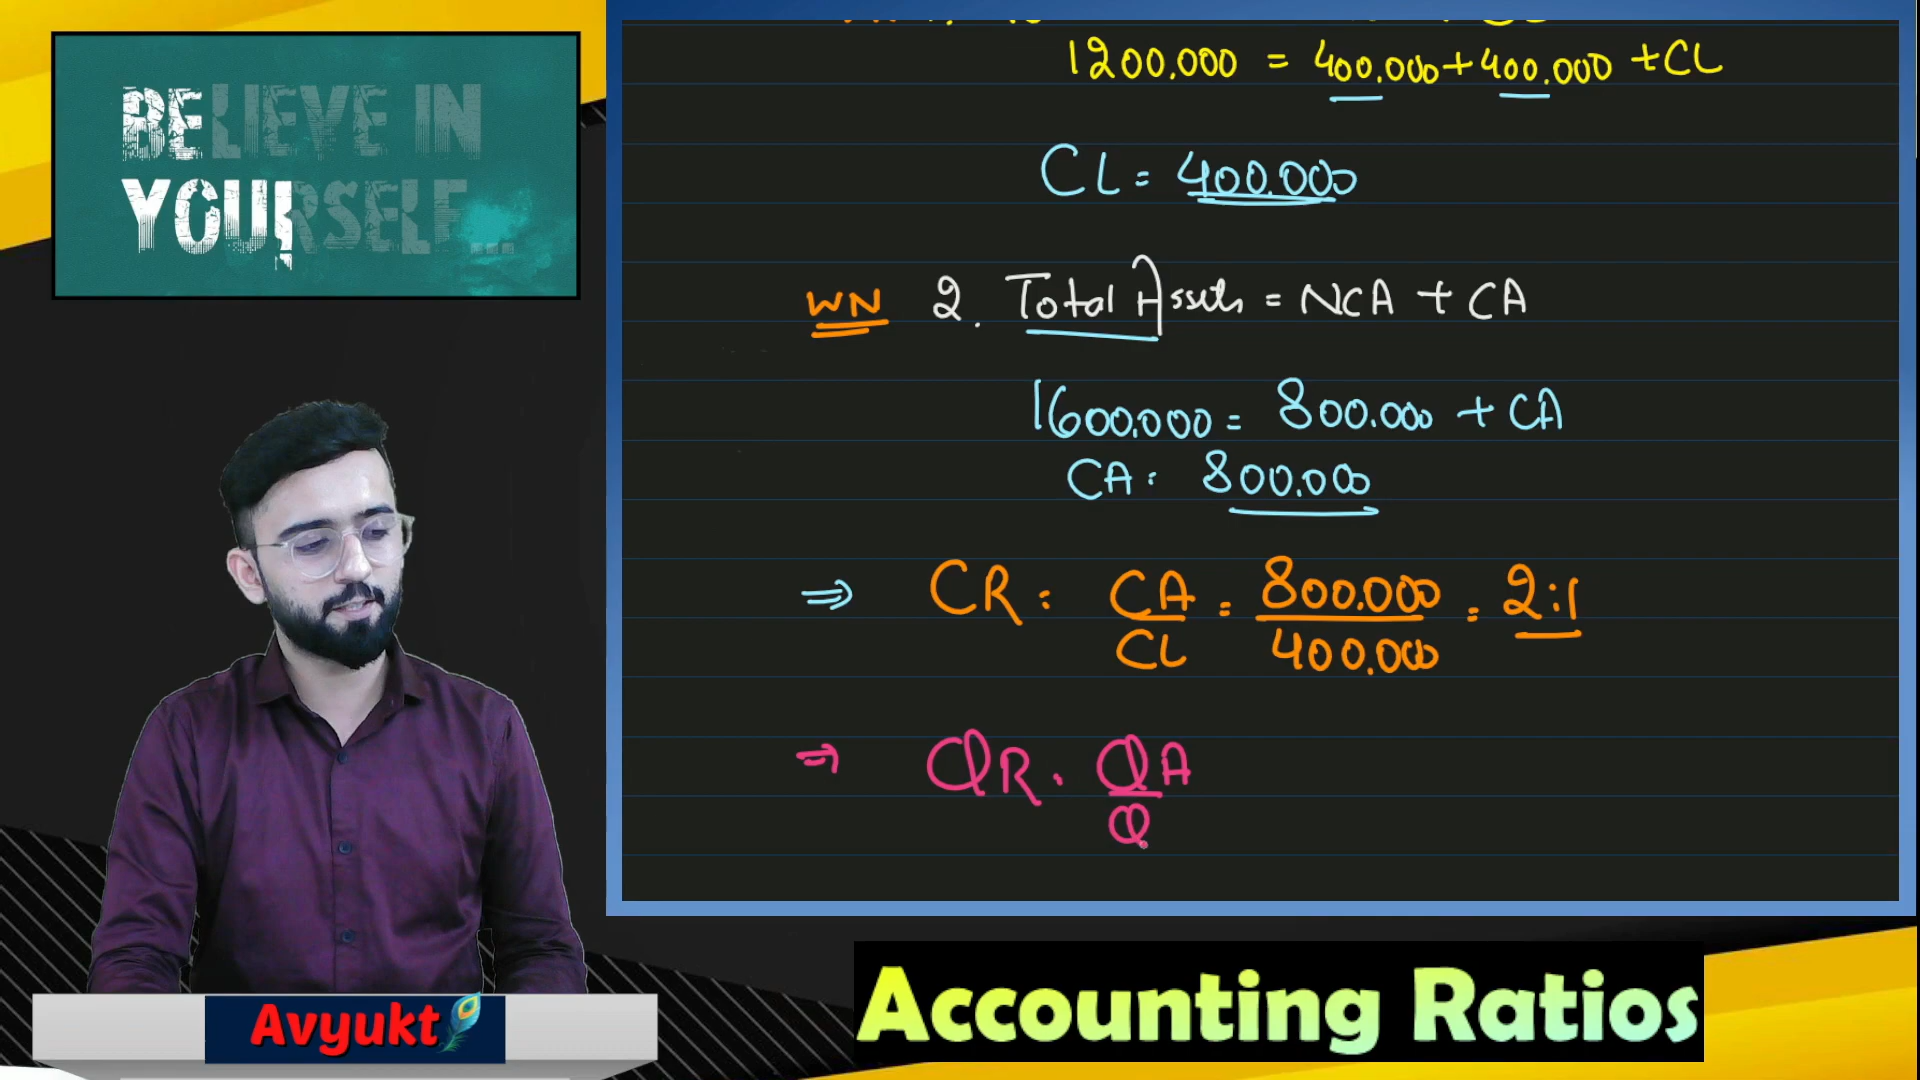 BELIEVE IN
YOURSELF...
1200.000 = 400.000+400.000 +CL
CL = 400.000
WN 2. Total Assets = NCA + CA
1600.000 = 800.000 + CA
CA = 800.000
⇒ CR = CA/CL = 800.000/400.000 = 2:1
⇒ QR = QA/Q
Avyukt
Accounting Ratios